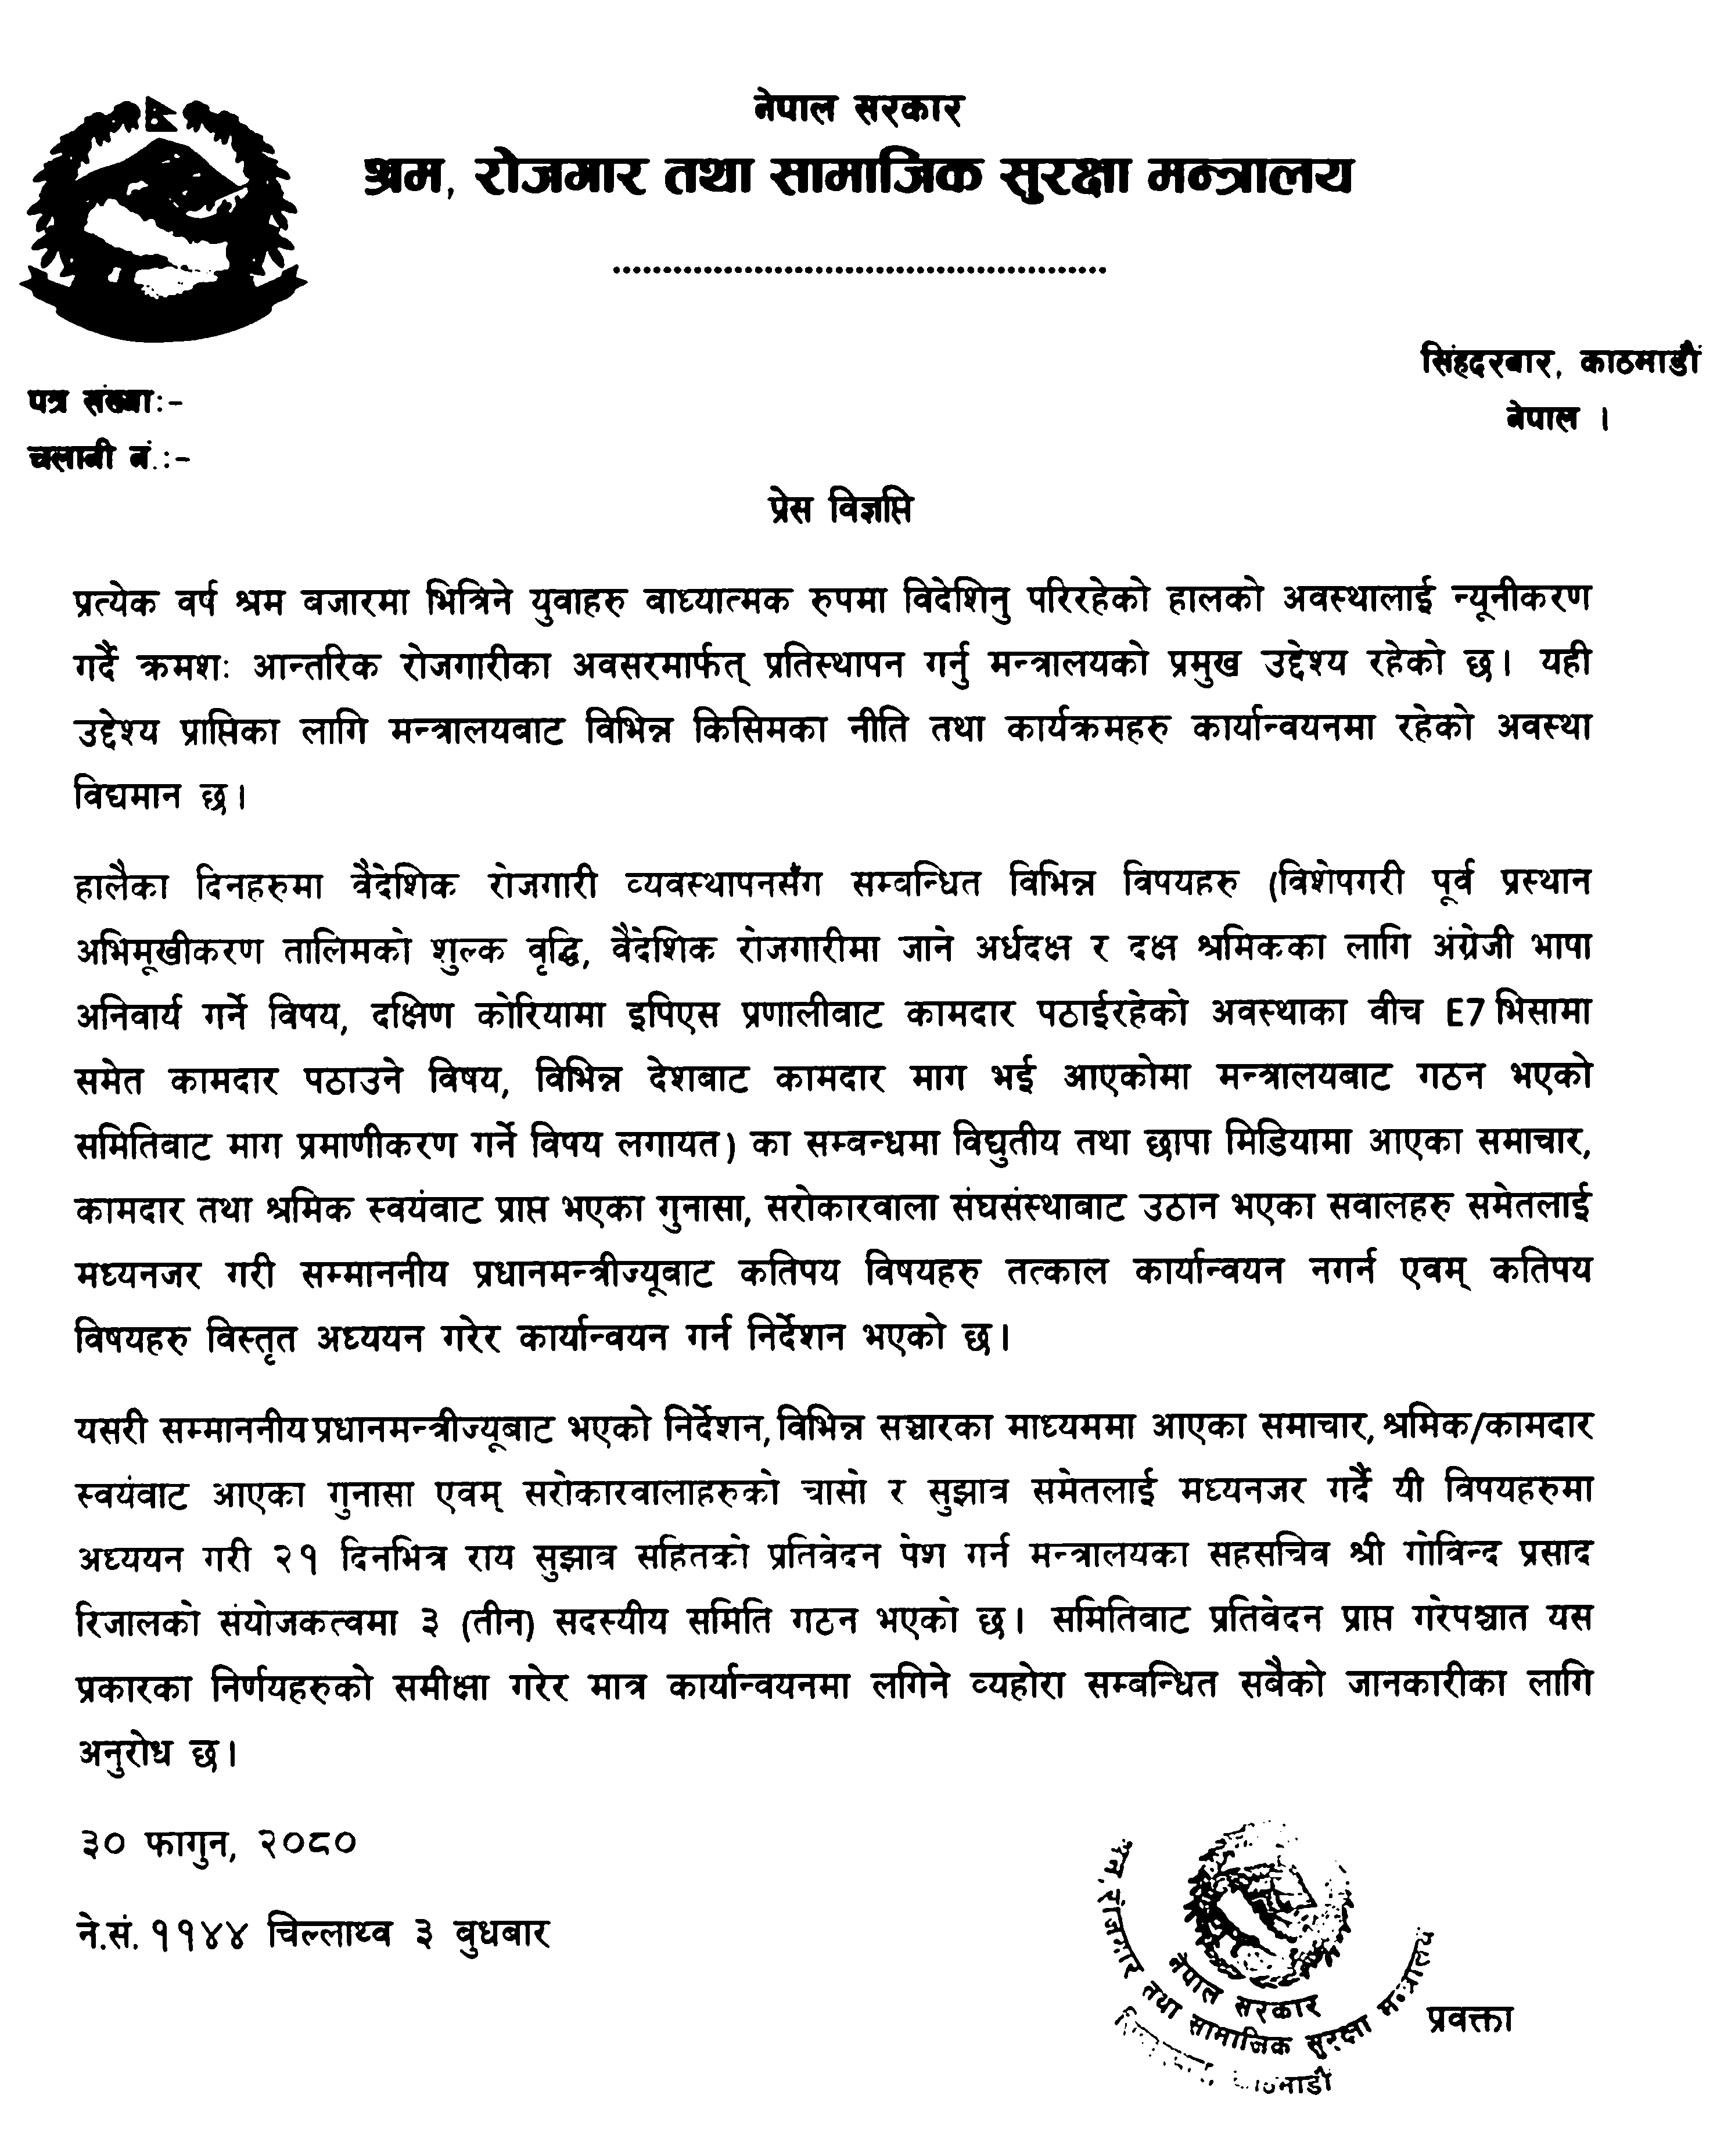 नेपाल सरकार
श्रम, रोजगार तथा सामाजिक सुरक्षा मन्त्रालय
सिंहदरबार, काठमाडौं
नेपाल ।
पत्र संख्याः-
चलानी नं.:-
प्रेस विज्ञप्ति
प्रत्येक वर्ष श्रम बजारमा भित्रिने युवाहरु बाध्यात्मक रुपमा विदेशिनु परिरहेको हालको अवस्थालाई न्यूनीकरण
गर्दै क्रमशः आन्तरिक रोजगारीका अवसरमार्फत् प्रतिस्थापन गर्नु मन्त्रालयको प्रमुख उद्देश्य रहेको छ। यही
उद्देश्य प्राप्तिका लागि मन्त्रालयबाट विभिन्न किसिमका नीति तथा कार्यक्रमहरु कार्यान्वयनमा रहेको अवस्था
विद्यमान छ।
हालैका दिनहरुमा वैदेशिक रोजगारी व्यवस्थापनसँग सम्वन्धित विभिन्न विषयहरु (विशेषगरी पूर्व प्रस्थान
अभिमूखीकरण तालिमको शुल्क वृद्धि, वैदेशिक रोजगारीमा जाने अर्धदक्ष र दक्ष श्रमिकका लागि अंग्रेजी भाषा
अनिवार्य गर्ने विषय, दक्षिण कोरियामा इपिएस प्रणालीवाट कामदार पठाईरहेको अवस्थाका वीच E7 भिसामा
समेत कामदार पठाउने विषय, विभिन्न देशबाट कामदार माग भई आएकोमा मन्त्रालयबाट गठन भएको
समितिवाट माग प्रमाणीकरण गर्ने विषय लगायत) का सम्वन्धमा विद्युतीय तथा छापा मिडियामा आएका समाचार,
कामदार तथा श्रमिक स्वयंवाट प्राप्त भएका गुनासा, सरोकारवाला संघसंस्थाबाट उठान भएका सवालहरु समेतलाई
मध्यनजर गरी सम्माननीय प्रधानमन्त्रीज्यूबाट कतिपय विषयहरु तत्काल कार्यान्वयन नगर्न एवम् कतिपय
विषयहरु विस्तृत अध्ययन गरेर कार्यान्वयन गर्न निर्देशन भएको छ।
यसरी सम्माननीय प्रधानमन्त्रीज्यूबाट भएको निर्देशन, विभिन्न सञ्चारका माध्यममा आएका समाचार, श्रमिक/कामदार
स्वयंवाट आएका गुनासा एवम् सरोकारवालाहरुको चासो र सुझाव समेतलाई मध्यनजर गर्दै यी विषयहरुमा
अध्ययन गरी २१ दिनभित्र राय सुझाव सहितको प्रतिवेदन पेश गर्न मन्त्रालयका सहसचिव श्री गोविन्द प्रसाद
रिजालको संयोजकत्वमा ३ (तीन) सदस्यीय समिति गठन भएको छ। समितिवाट प्रतिवेदन प्राप्त गरेपश्चात यस
प्रकारका निर्णयहरुको समीक्षा गरेर मात्र कार्यान्वयनमा लगिने व्यहोरा सम्बन्धित सबैको जानकारीका लागि
अनुरोध छ।
३० फागुन, २०८०
ने.सं. ११४४ चिल्लाथ्व ३ बुधबार
नेपाल सरकार
रोजगार तथा सामाजिक सुरक्षा मन्त्रालय
प्रवक्ता